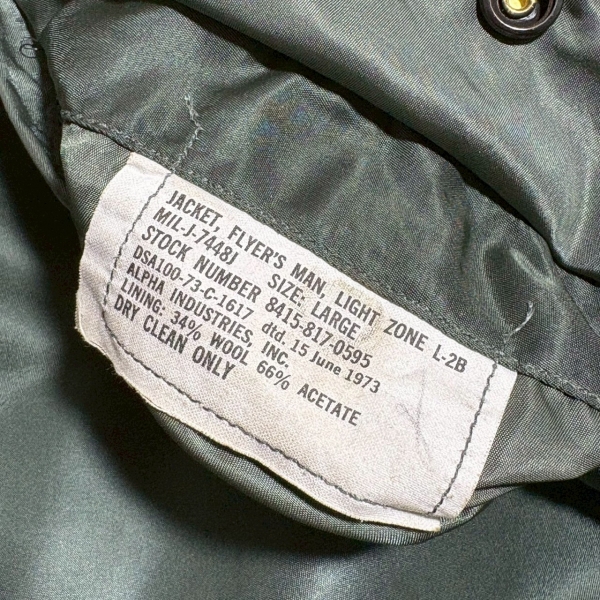 JACKET, FLYER'S MAN, LIGHT ZONE L-2B
MIL-J-7448J SIZE: LARGE
STOCK NUMBER 8415-817-0595
DSA100-73-C-1617 dtd. 15 June 1973
ALPHA INDUSTRIES, INC.
LINING: 34% WOOL 66% ACETATE
DRY CLEAN ONLY